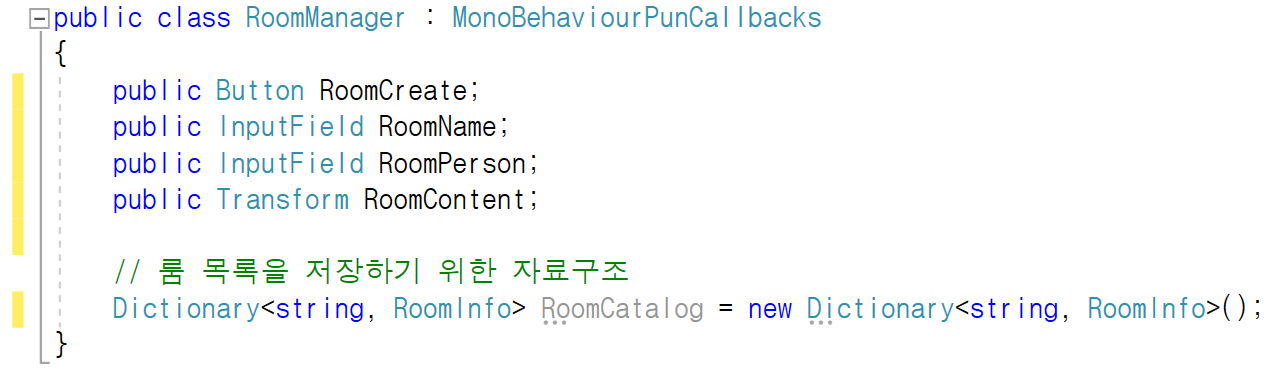 public class RoomManager : MonoBehaviourPunCallbacks
{
public Button RoomCreate;
public InputField RoomName;
public InputField RoomPerson;
public Transform RoomContent;
// 룸 목록을 저장하기 위한 자료구조
Dictionary<string, RoomInfo> RoomCatalog = new Dictionary<string, RoomInfo>();
}